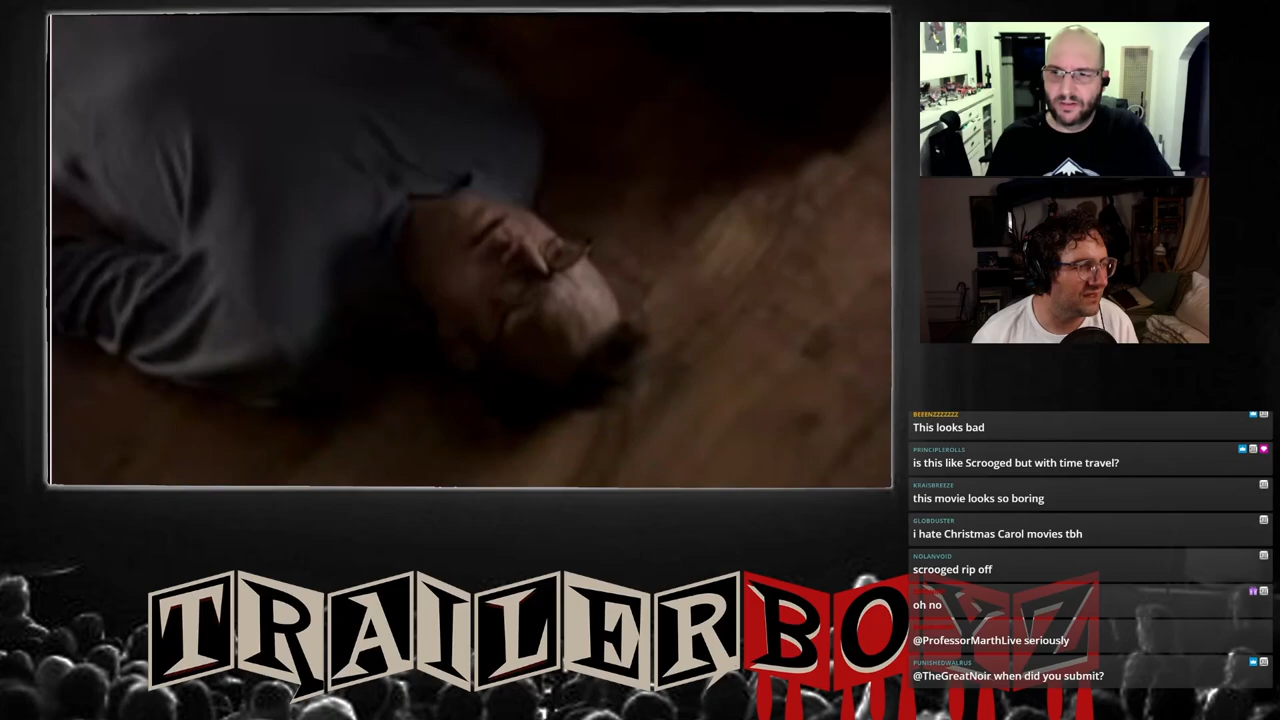 BEEENZZZZZZZ
This looks bad
PRINCIPLEROLLS
is this like Scrooged but with time travel?
KRAISBREEZE
this movie looks so boring
GLOBDUSTER
i hate Christmas Carol movies tbh
NOLANVOID
scrooged rip off
oh no
@ProfessorMarthLive seriously
PUNISHEDWALRUS
@TheGreatNoir when did you submit?
TRAILERBOYZ